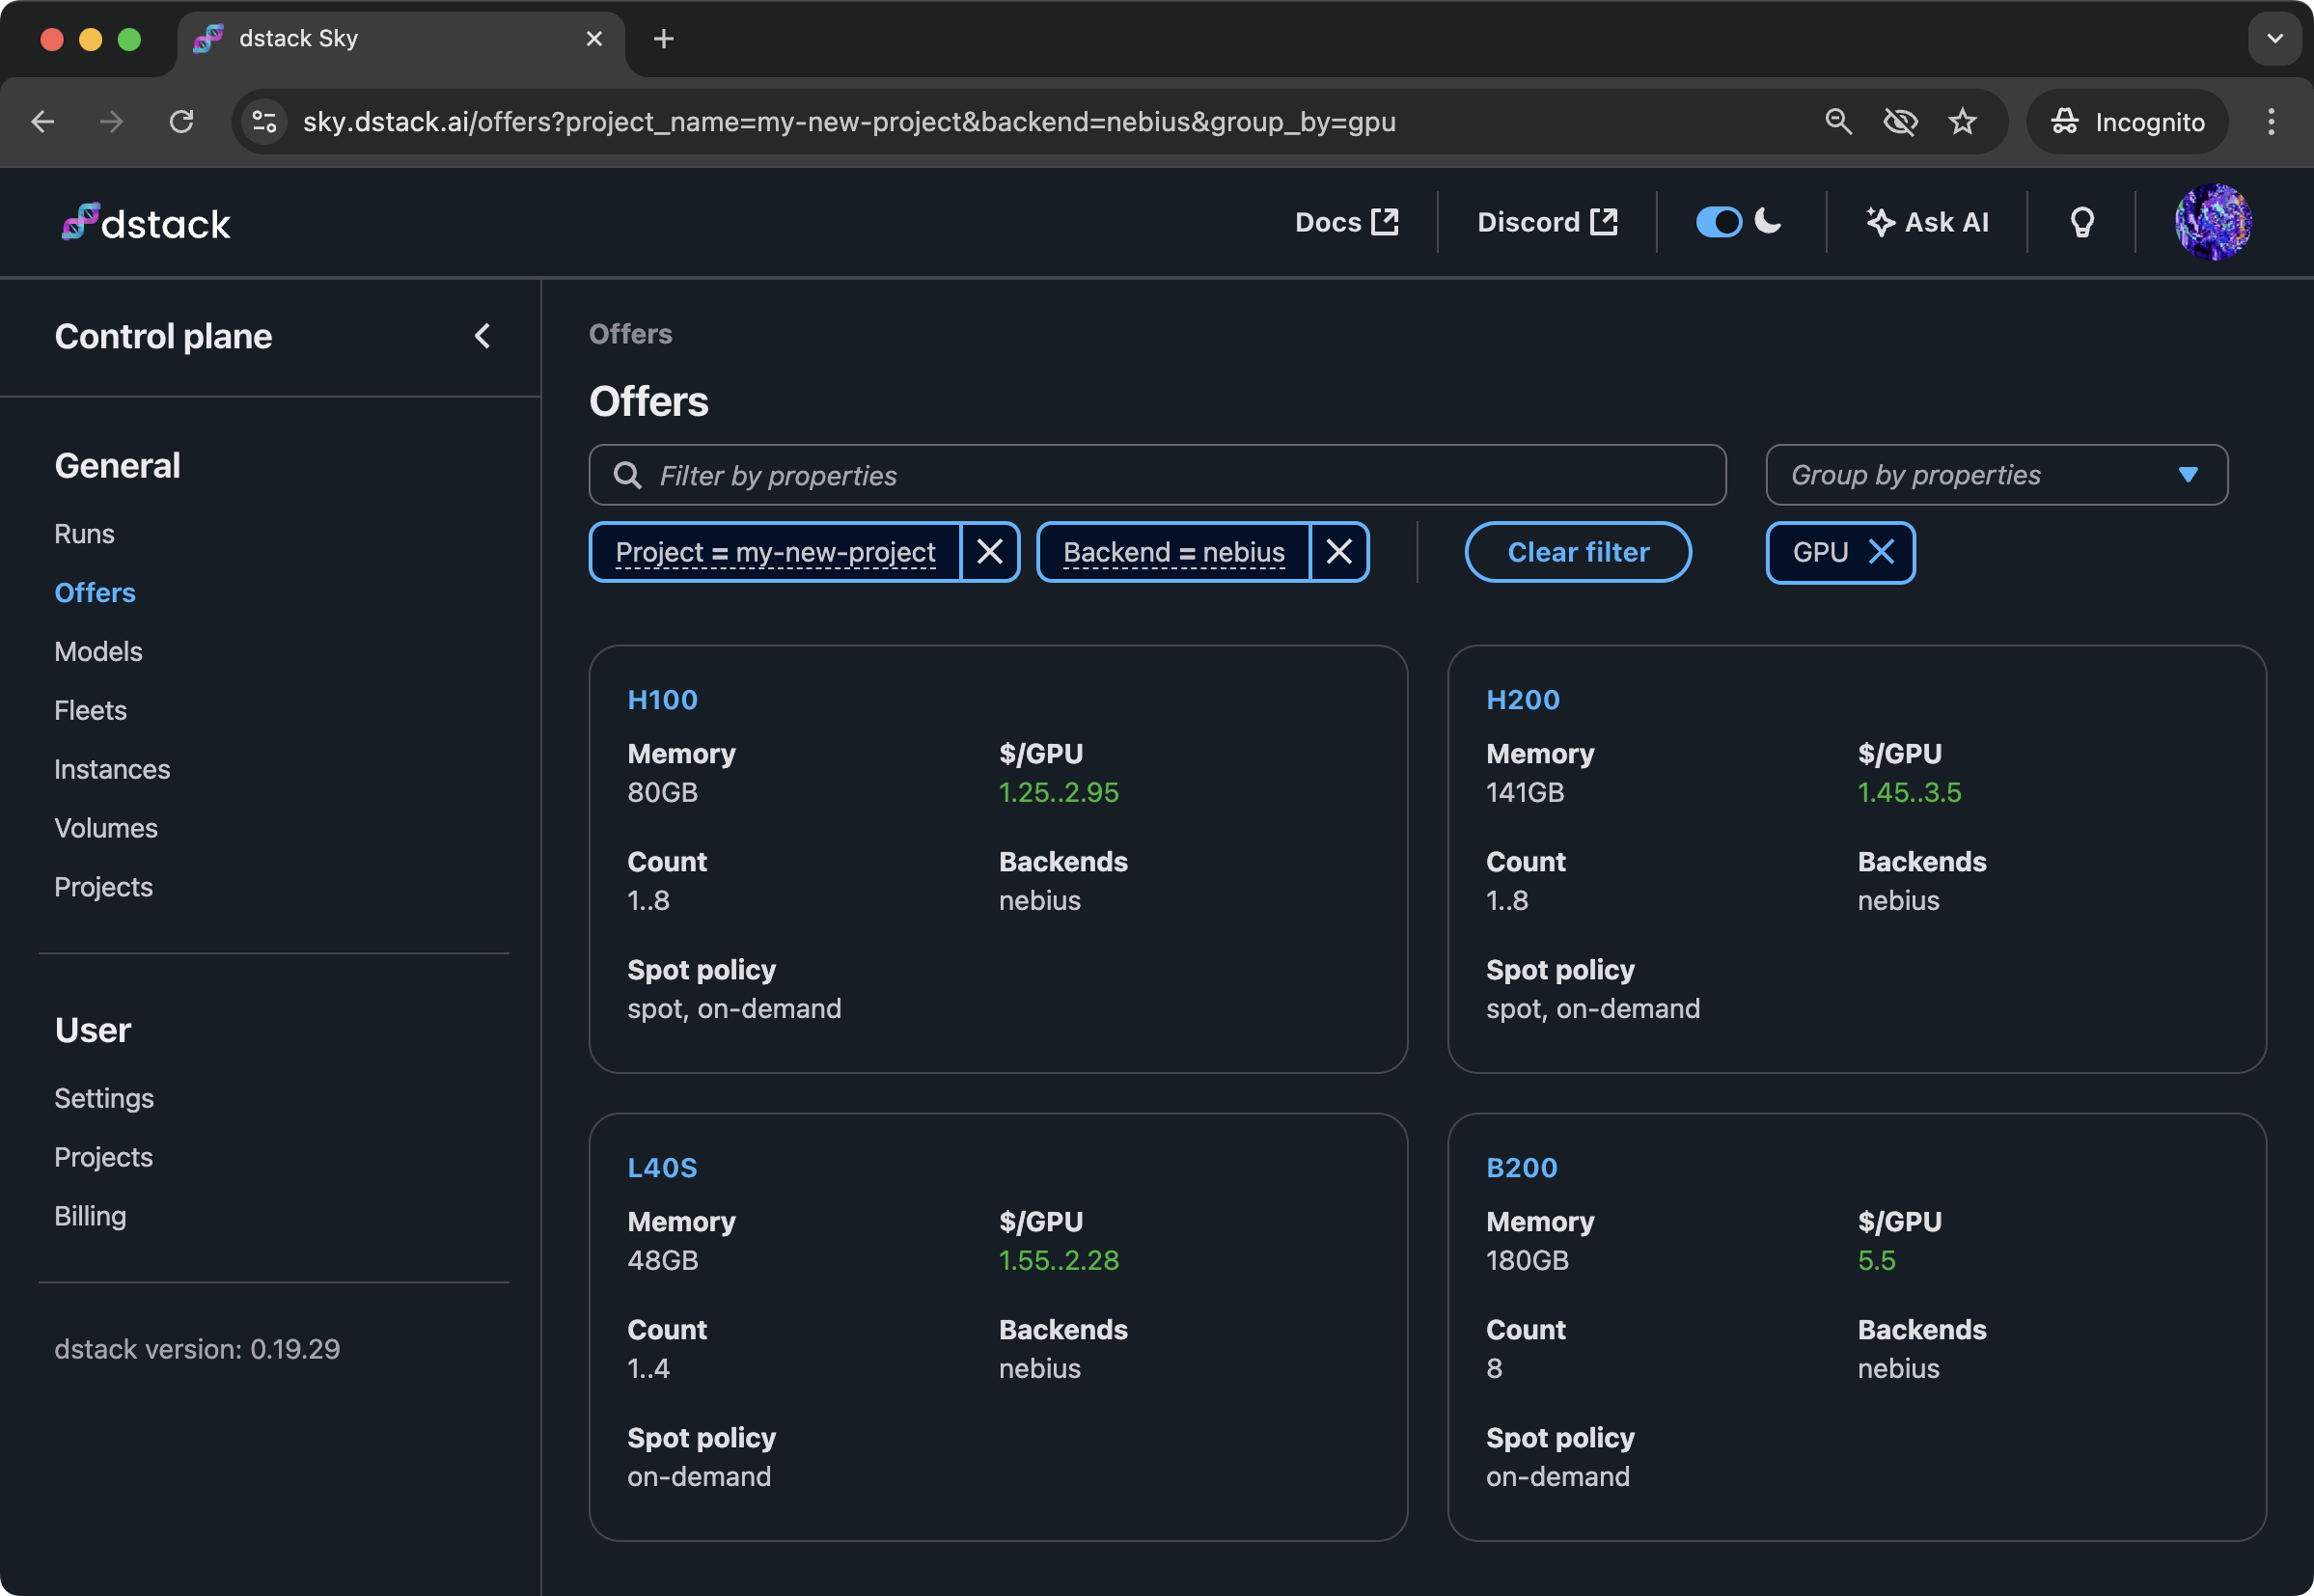 dstack Sky
sky.dstack.ai/offers?project_name=my-new-project&backend=nebius&group_by=gpu
Incognito
dstack
Docs
Discord
Ask AI
Control plane
General
Runs
Offers
Models
Fleets
Instances
Volumes
Projects
User
Settings
Projects
Billing
dstack version: 0.19.29
Offers
Offers
Filter by properties
Group by properties
Project = my-new-project
Backend = nebius
Clear filter
GPU
H100
Memory
80GB
$/GPU
1.25..2.95
Count
1..8
Backends
nebius
Spot policy
spot, on-demand
H200
Memory
141GB
$/GPU
1.45..3.5
Count
1..8
Backends
nebius
Spot policy
spot, on-demand
L40S
Memory
48GB
$/GPU
1.55..2.28
Count
1..4
Backends
nebius
Spot policy
on-demand
B200
Memory
180GB
$/GPU
5.5
Count
8
Backends
nebius
Spot policy
on-demand